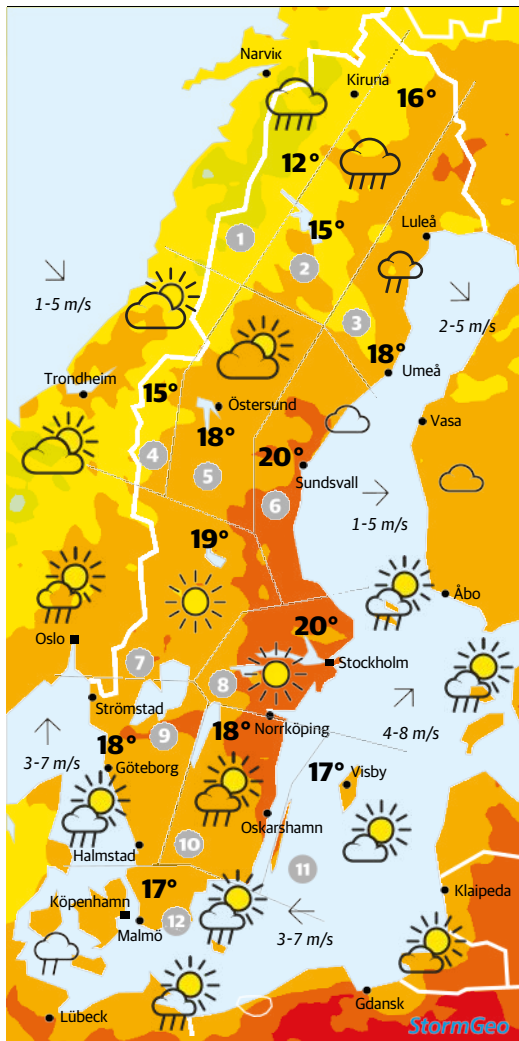 Narvik
Kiruna
16°
12°
15°
Luleå
1
2
3
1-5 m/s
2-5 m/s
18°
Umeå
Trondheim
15°
Östersund
18°
Vasa
4
5
20°
Sundsvall
6
1-5 m/s
19°
Åbo
Oslo
20°
Stockholm
7
8
Strömstad
9
18°
Norrköping
4-8 m/s
18°
Göteborg
3-7 m/s
17°
Visby
Oskarshamn
Halmstad
10
11
17°
Klaipeda
Köpenhamn
Malmö
12
3-7 m/s
Gdansk
Lübeck
StormGeo